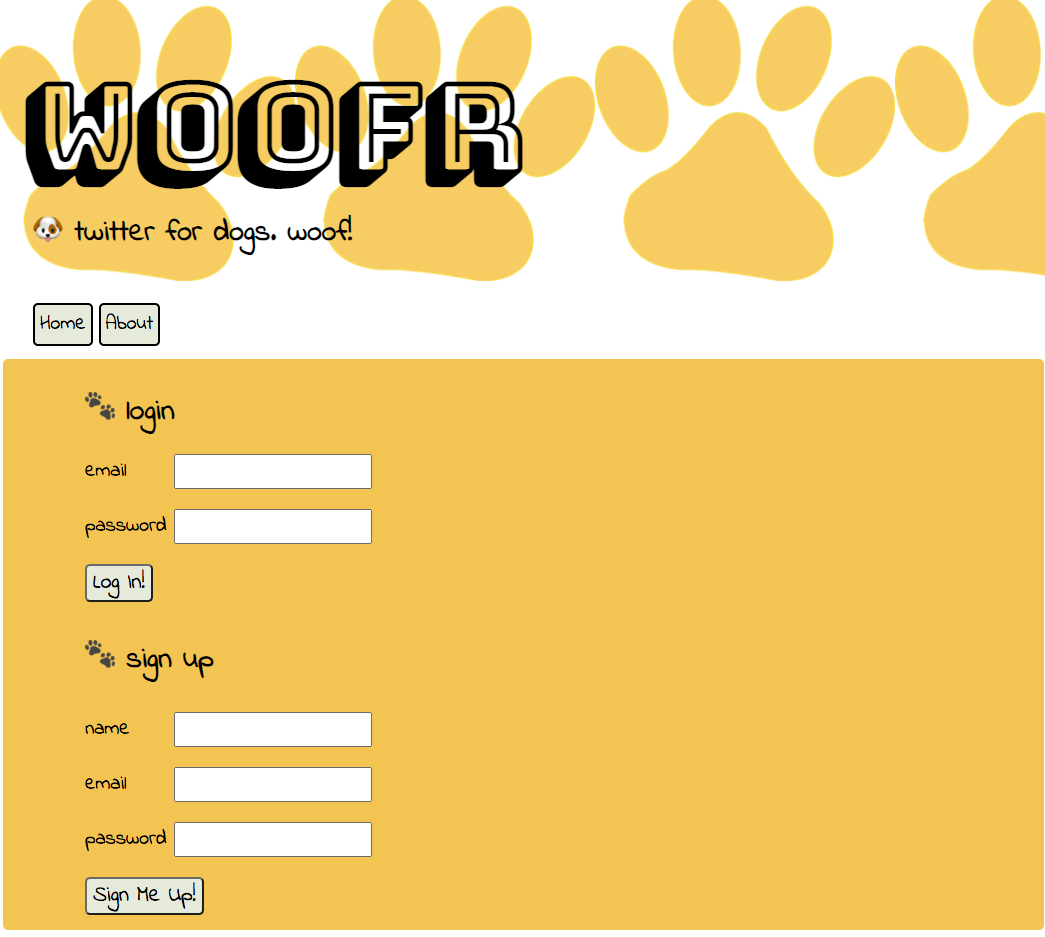 WOOFR
🐶 twitter for dogs. woof!
Home About
🐾 login
email
password
Log In!
🐾 sign up
name
email
password
Sign Me Up!